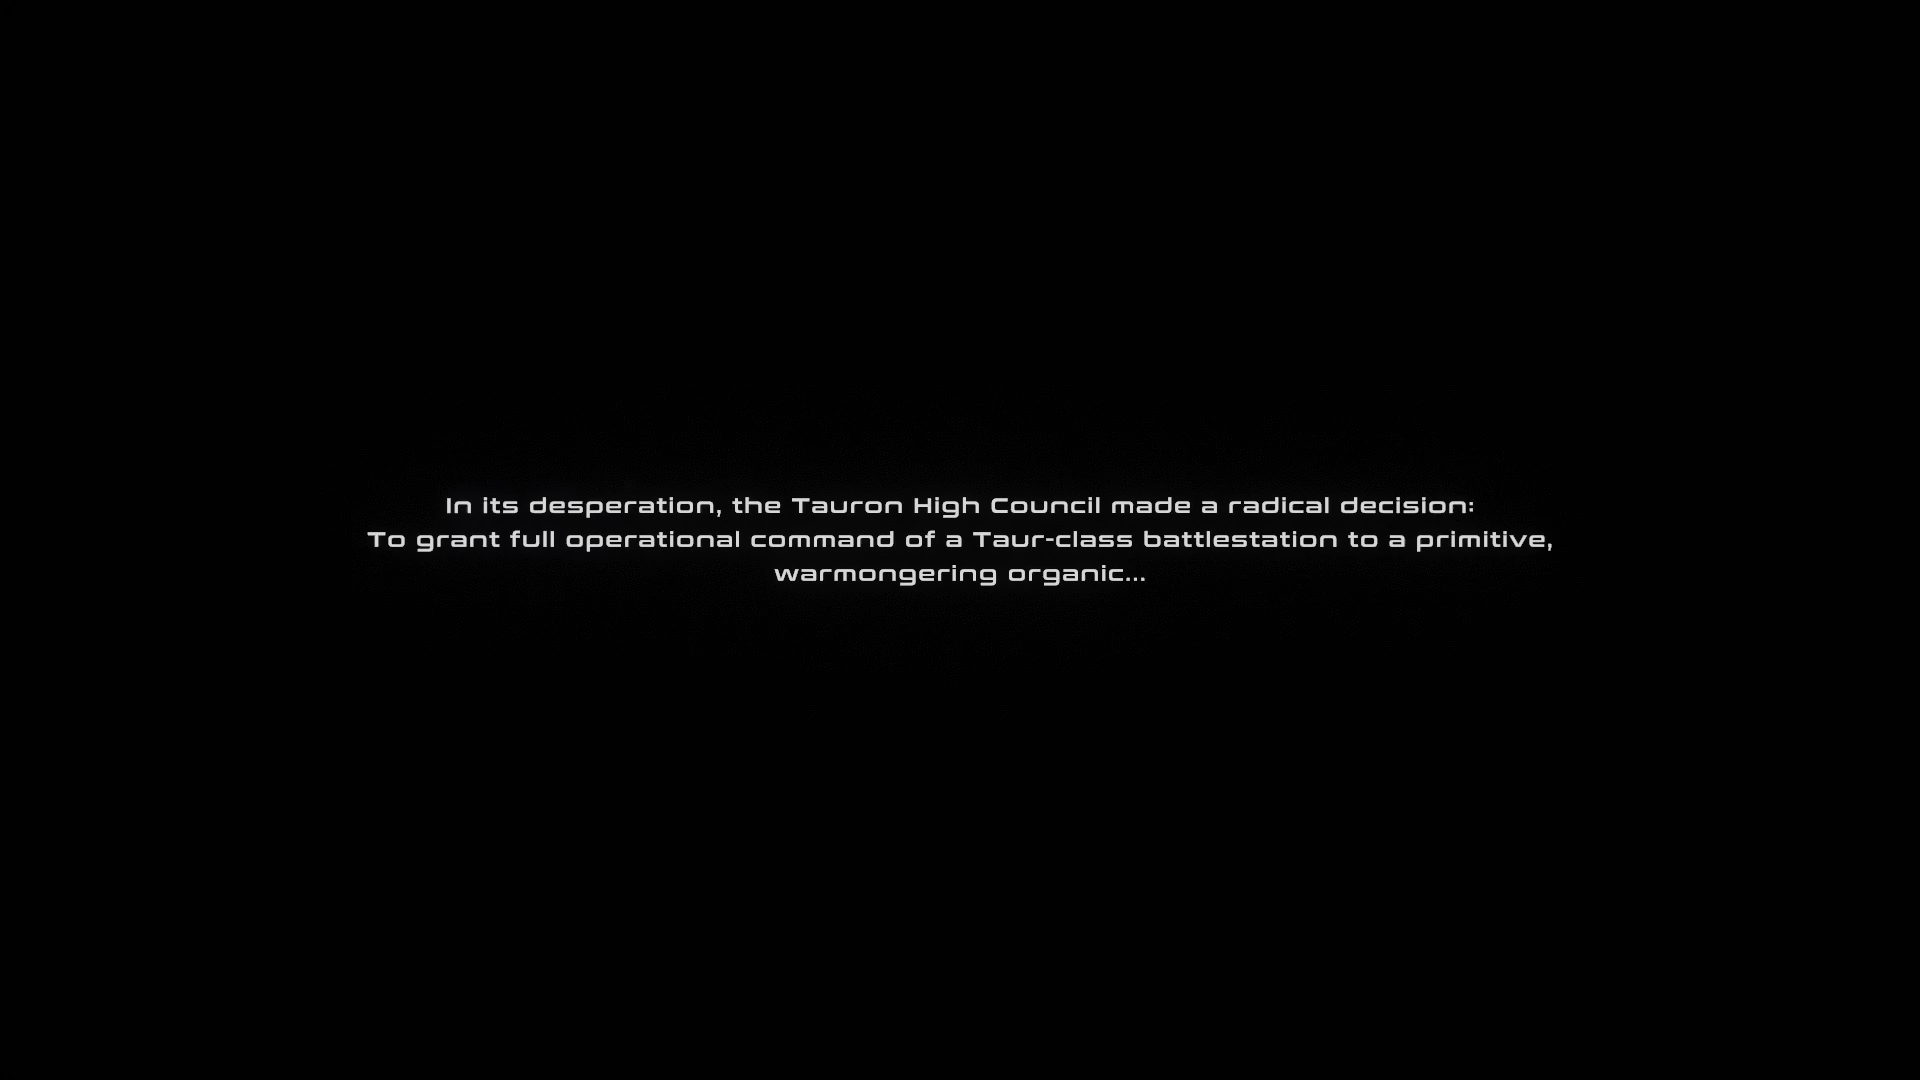 In its desperation, the Tauron High Council made a radical decision:
To grant full operational command of a Taur-class battlestation to a primitive,
warmongering organic...